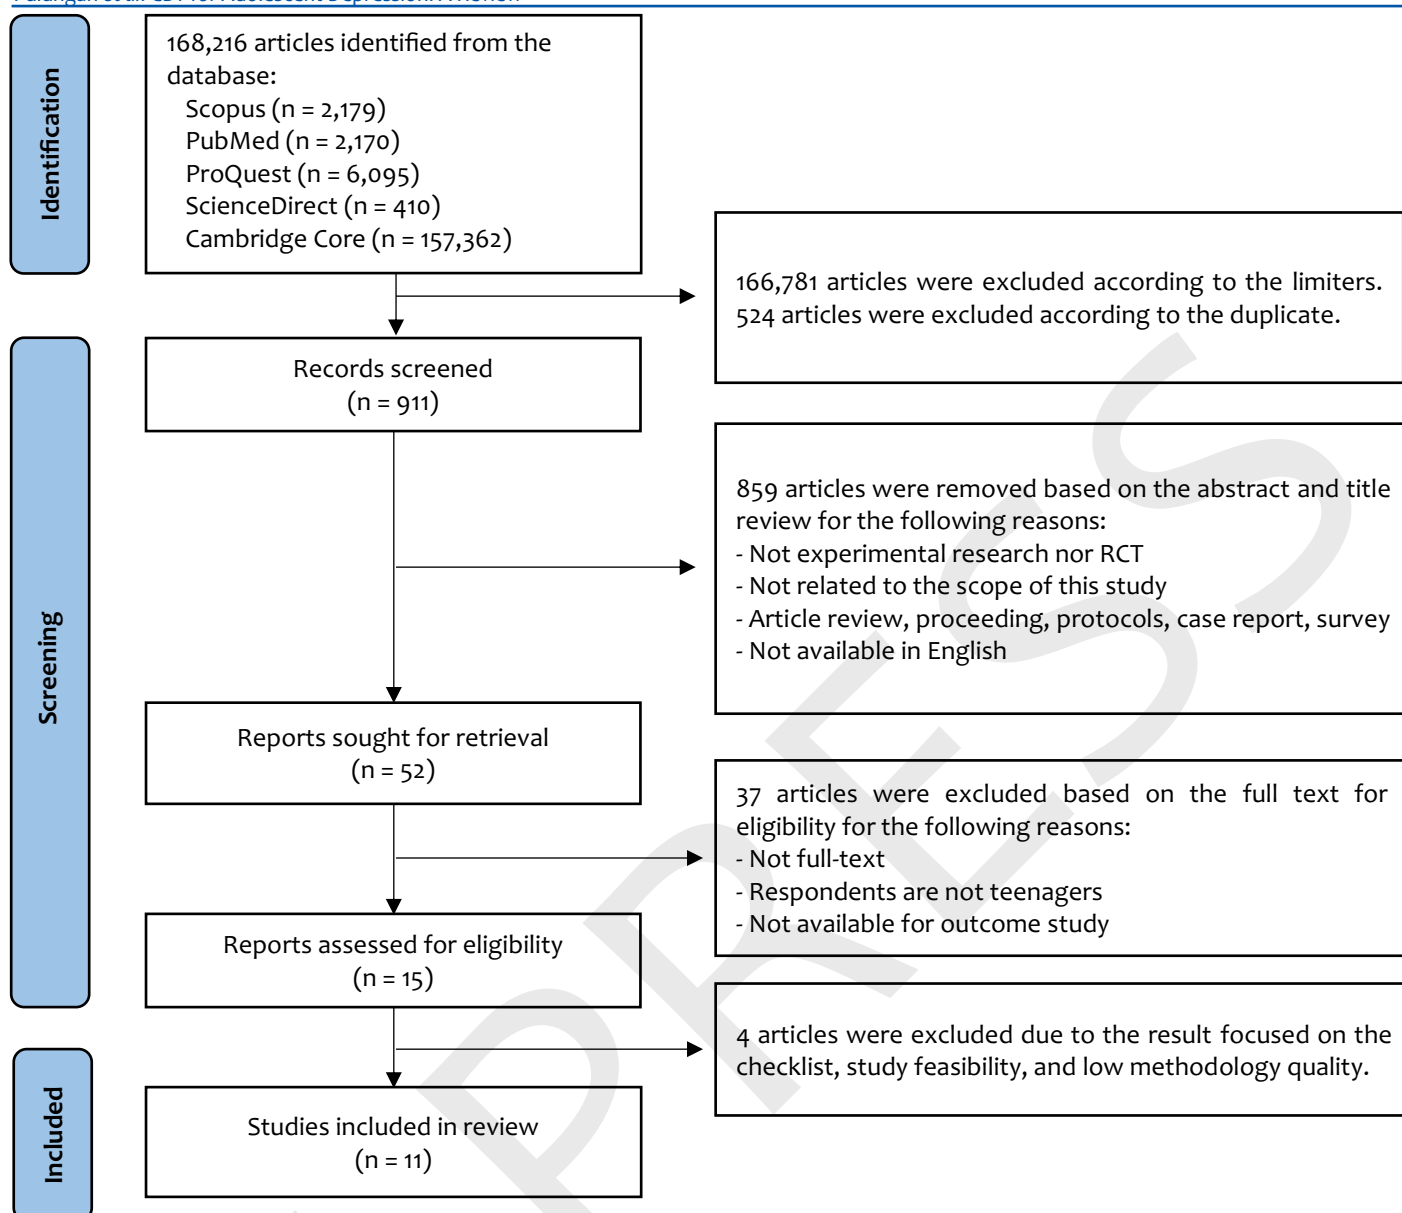 Identification
168,216 articles identified from the
database:
Scopus (n = 2,179)
PubMed (n = 2,170)
ProQuest (n = 6,095)
ScienceDirect (n = 410)
Cambridge Core (n = 157,362)
166,781 articles were excluded according to the limiters.
524 articles were excluded according to the duplicate.
Screening
Records screened
(n = 911)
859 articles were removed based on the abstract and title
review for the following reasons:
- Not experimental research nor RCT
- Not related to the scope of this study
- Article review, proceeding, protocols, case report, survey
- Not available in English
Reports sought for retrieval
(n = 52)
37 articles were excluded based on the full text for
eligibility for the following reasons:
- Not full-text
- Respondents are not teenagers
- Not available for outcome study
Reports assessed for eligibility
(n = 15)
4 articles were excluded due to the result focused on the
checklist, study feasibility, and low methodology quality.
Included
Studies included in review
(n = 11)
PRESS